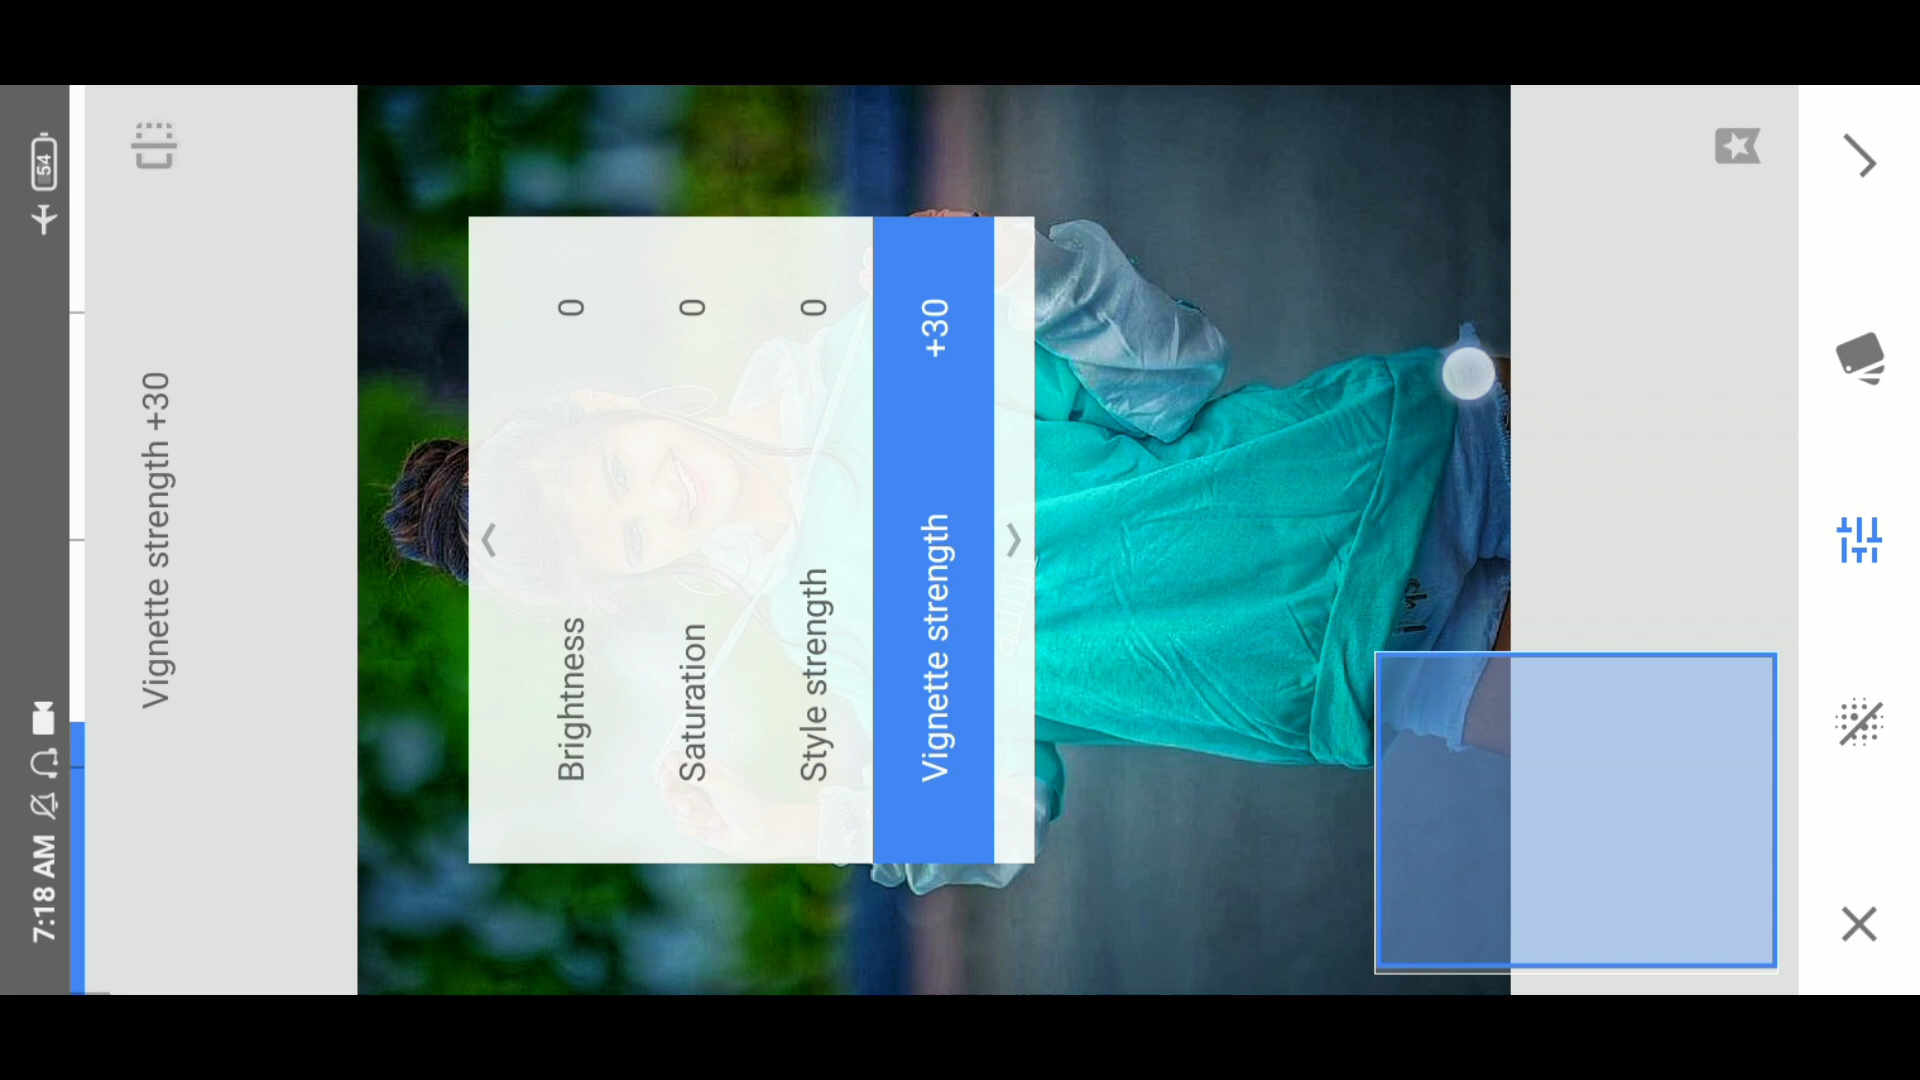 7:18 AM
54
Vignette strength +30
Brightness 0
Saturation 0
Style strength 0
Vignette strength +30